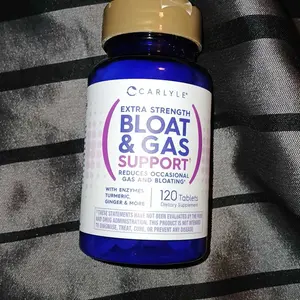 CARLYLE®
EXTRA STRENGTH
BLOAT
& GAS
SUPPORT†
REDUCES OCCASIONAL
GAS AND BLOATING†
WITH ENZYMES,
TURMERIC,
GINGER & MORE
120 Tablets
Dietary Supplement
†THESE STATEMENTS HAVE NOT BEEN EVALUATED BY THE FOOD
AND DRUG ADMINISTRATION. THIS PRODUCT IS NOT INTENDED
TO DIAGNOSE, TREAT, CURE, OR PREVENT ANY DISEASE.